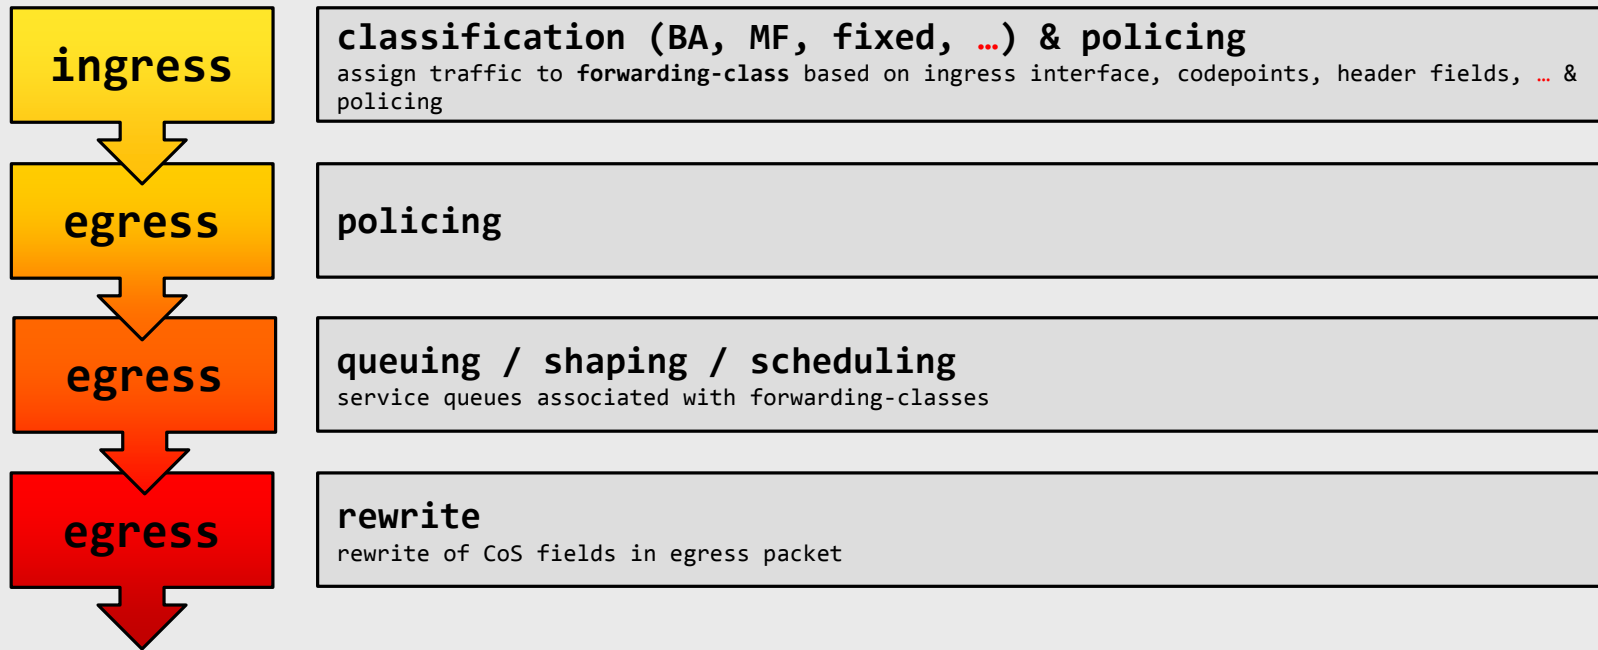 ingress
classification (BA, MF, fixed, …) & policing
assign traffic to forwarding-class based on ingress interface, codepoints, header fields, … &
policing
egress
policing
egress
queuing / shaping / scheduling
service queues associated with forwarding-classes
egress
rewrite
rewrite of CoS fields in egress packet